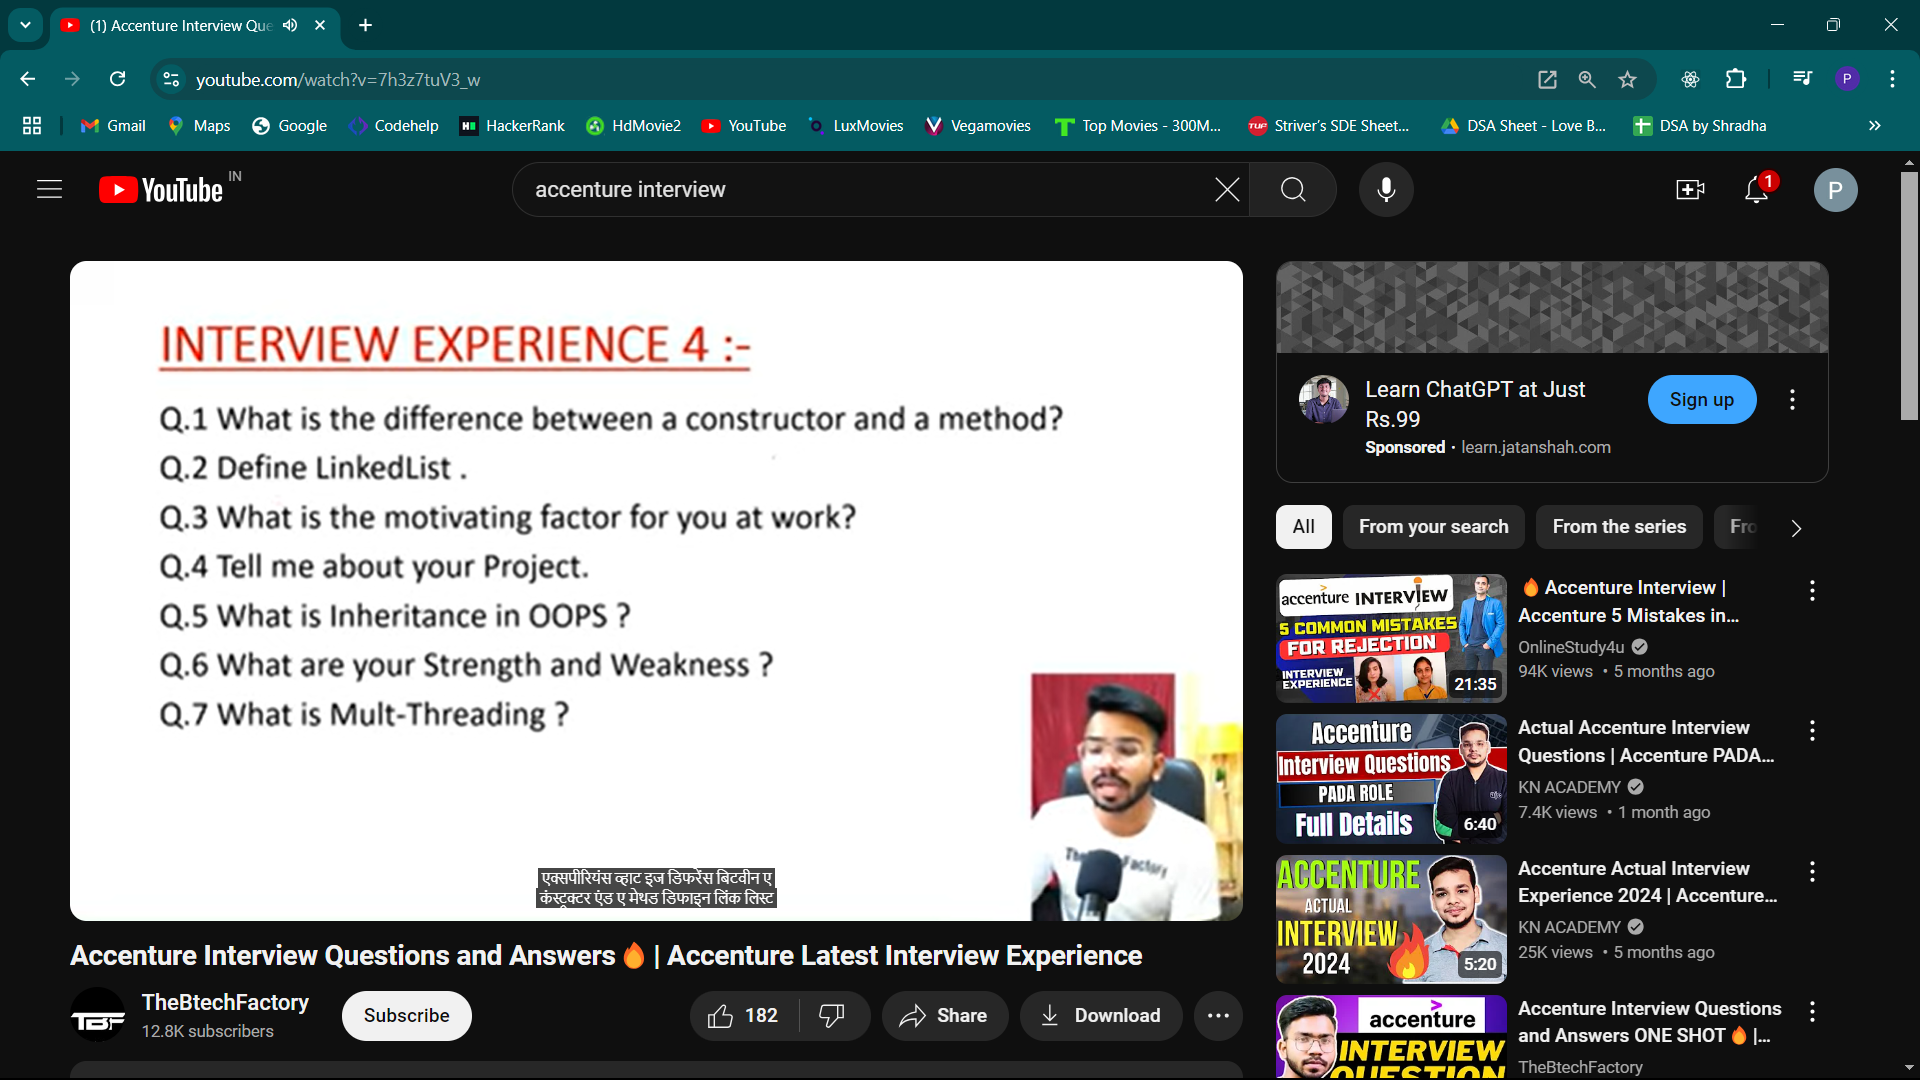 (1) Accenture Interview Que
youtube.com/watch?v=7h3z7tuV3_w
P
Gmail
Maps
Google
Codehelp
HackerRank
HdMovie2
YouTube
LuxMovies
Vegamovies
Top Movies - 300M...
Striver's SDE Sheet...
DSA Sheet - Love B...
DSA by Shradha
YouTube IN
accenture interview
1
P
INTERVIEW EXPERIENCE 4 :-
Q.1 What is the difference between a constructor and a method?
Q.2 Define LinkedList .
Q.3 What is the motivating factor for you at work?
Q.4 Tell me about your Project.
Q.5 What is Inheritance in OOPS ?
Q.6 What are your Strength and Weakness ?
Q.7 What is Mult-Threading ?
एक्सपीरियंस व्हाट इज डिफरेंस बिटवीन ए
कंस्ट्रक्टर एंड ए मेथड डिफाइन लिंक लिस्ट
Accenture Interview Questions and Answers🔥 | Accenture Latest Interview Experience
TBF
TheBtechFactory
12.8K subscribers
Subscribe
182
Share
Download
Learn ChatGPT at Just
Rs.99
Sponsored · learn.jatanshah.com
Sign up
All
From your search
From the series
Fro
accenture INTERVIEW
5 COMMON MISTAKES
FOR REJECTION
INTERVIEW
EXPERIENCE
21:35
🔥 Accenture Interview |
Accenture 5 Mistakes in...
OnlineStudy4u
94K views • 5 months ago
Accenture
Interview Questions
PADA ROLE
Full Details
6:40
Actual Accenture Interview
Questions | Accenture PADA...
KN ACADEMY
7.4K views • 1 month ago
ACCENTURE
ACTUAL
INTERVIEW
2024
5:20
Accenture Actual Interview
Experience 2024 | Accenture...
KN ACADEMY
25K views • 5 months ago
accenture
INTERVIEW
QUESTION
Accenture Interview Questions
and Answers ONE SHOT🔥 |...
TheBtechFactory